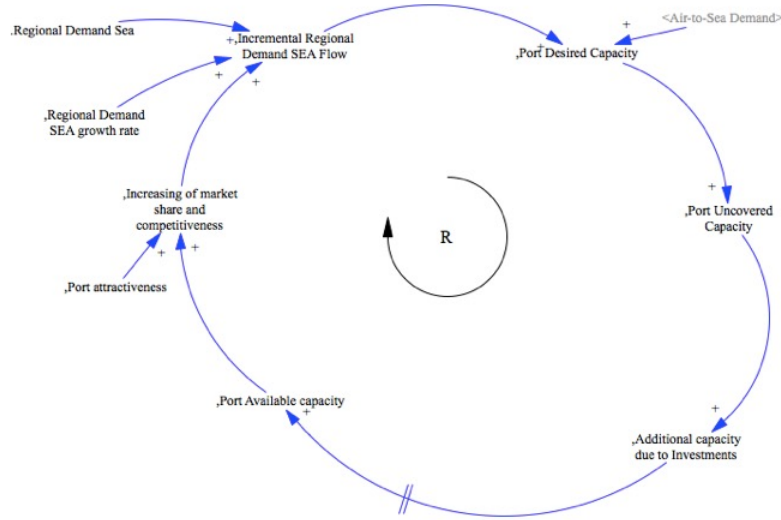 .Regional Demand Sea
,Incremental Regional
Demand SEA Flow
<Air-to-Sea Demand>
,Port Desired Capacity
,Regional Demand
SEA growth rate
,Increasing of market
share and
competitiveness
,Port Uncovered
Capacity
R
,Port attractiveness
,Port Available capacity
,Additional capacity
due to Investments
+
+
+
+
+
+
+
+
+
+